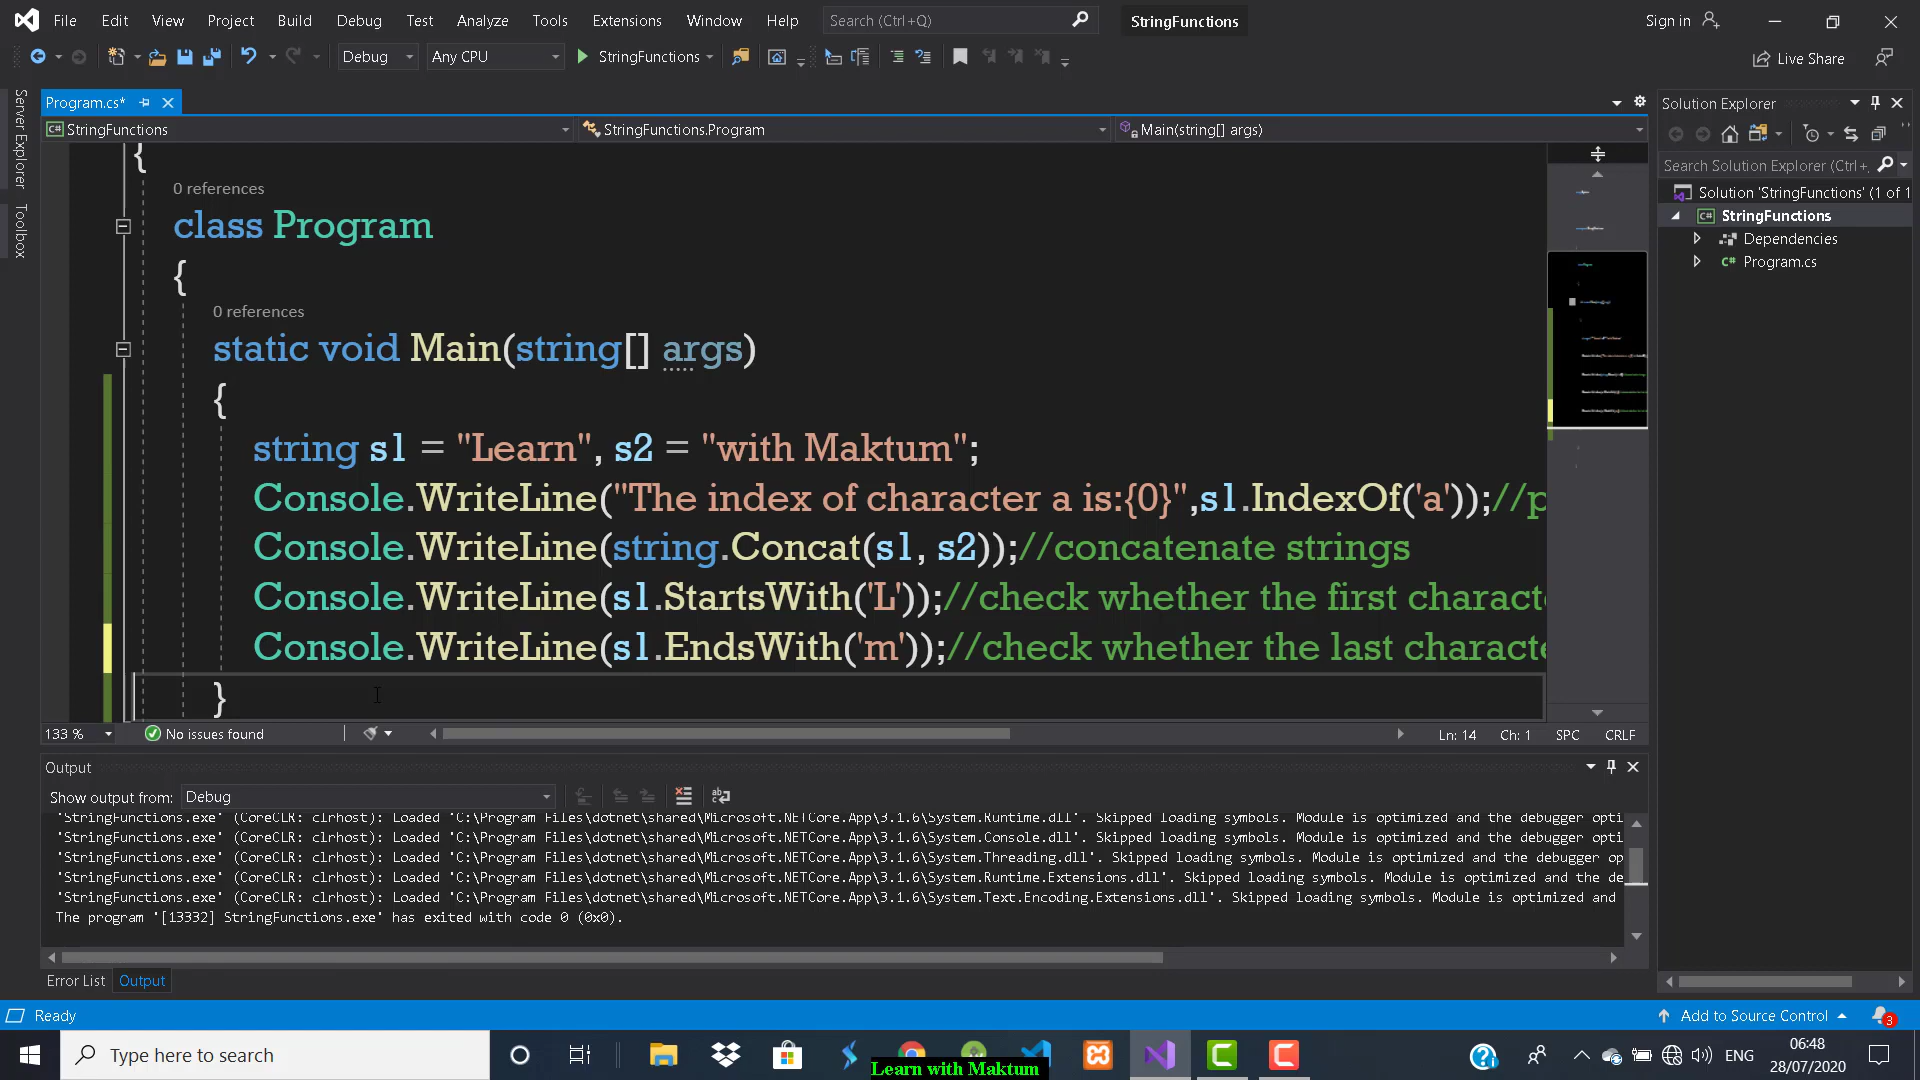 File Edit View Project Build Debug Test Analyze Tools Extensions Window Help Search (Ctrl+Q) StringFunctions Sign in
Debug Any CPU StringFunctions Live Share
Server Explorer
Toolbox
Program.cs*
StringFunctions StringFunctions.Program Main(string[] args)
{
0 references
class Program
{
0 references
static void Main(string[] args)
{
string s1 = "Learn", s2 = "with Maktum";
Console.WriteLine("The index of character a is:{0}",s1.IndexOf('a'));//p
Console.WriteLine(string.Concat(s1, s2));//concatenate strings
Console.WriteLine(s1.StartsWith('L'));//check whether the first characte
Console.WriteLine(s1.EndsWith('m'));//check whether the last characte
}
133 % No issues found Ln: 14 Ch: 1 SPC CRLF
Solution Explorer
Search Solution Explorer (Ctrl+,
Solution 'StringFunctions' (1 of 1
C# StringFunctions
Dependencies
C# Program.cs
Output
Show output from: Debug
'StringFunctions.exe' (CoreCLR: clrhost): Loaded 'C:\Program Files\dotnet\shared\Microsoft.NETCore.App\3.1.6\System.Runtime.dll'. Skipped loading symbols. Module is optimized and the debugger opti
'StringFunctions.exe' (CoreCLR: clrhost): Loaded 'C:\Program Files\dotnet\shared\Microsoft.NETCore.App\3.1.6\System.Console.dll'. Skipped loading symbols. Module is optimized and the debugger opti
'StringFunctions.exe' (CoreCLR: clrhost): Loaded 'C:\Program Files\dotnet\shared\Microsoft.NETCore.App\3.1.6\System.Threading.dll'. Skipped loading symbols. Module is optimized and the debugger op
'StringFunctions.exe' (CoreCLR: clrhost): Loaded 'C:\Program Files\dotnet\shared\Microsoft.NETCore.App\3.1.6\System.Runtime.Extensions.dll'. Skipped loading symbols. Module is optimized and the de
'StringFunctions.exe' (CoreCLR: clrhost): Loaded 'C:\Program Files\dotnet\shared\Microsoft.NETCore.App\3.1.6\System.Text.Encoding.Extensions.dll'. Skipped loading symbols. Module is optimized and
The program '[13332] StringFunctions.exe' has exited with code 0 (0x0).
Error List Output
Ready Add to Source Control 3
Type here to search ENG 06:48
28/07/2020
Learn with Maktum